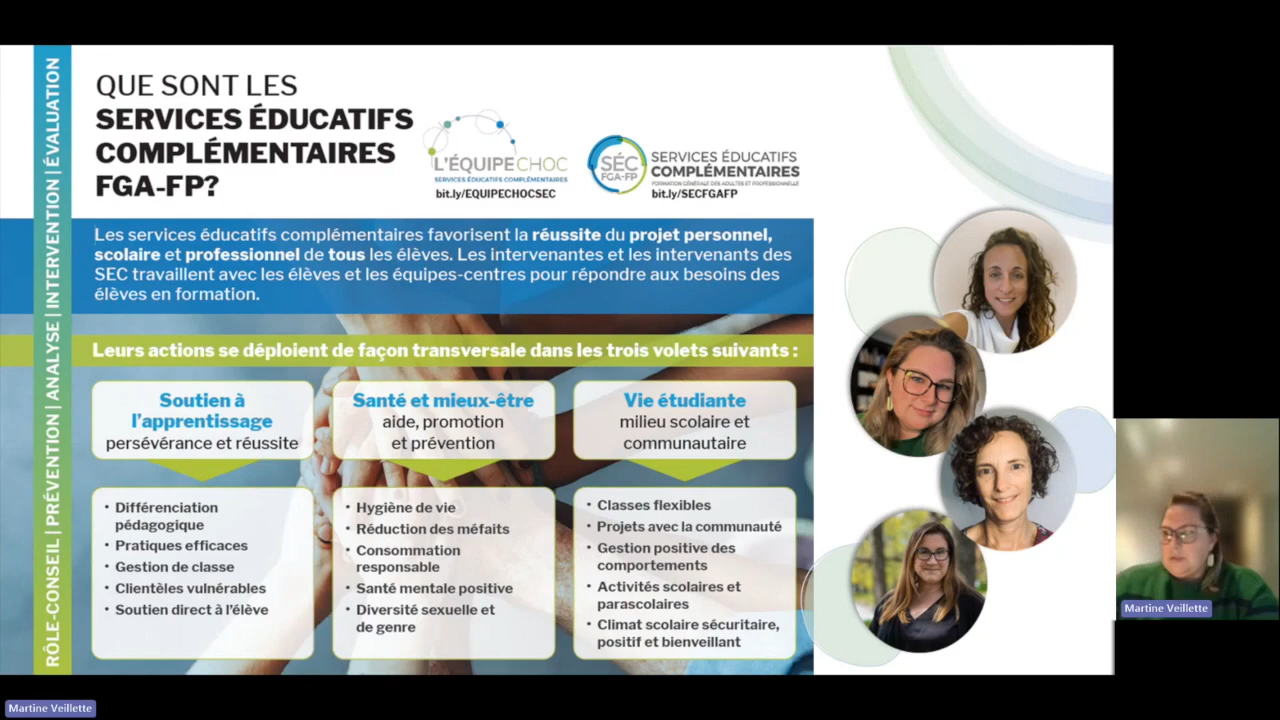 RÔLE-CONSEIL | PRÉVENTION | ANALYSE | INTERVENTION | ÉVALUATION
QUE SONT LES
SERVICES ÉDUCATIFS
COMPLÉMENTAIRES
FGA-FP?
L'ÉQUIPECHOC
SERVICES ÉDUCATIFS COMPLÉMENTAIRES
bit.ly/EQUIPECHOCSEC
SÉC
FGA-FP
SERVICES ÉDUCATIFS
COMPLÉMENTAIRES
FORMATION GÉNÉRALE DES ADULTES ET PROFESSIONNELLE
bit.ly/SECFGAFP
Les services éducatifs complémentaires favorisent la réussite du projet personnel,
scolaire et professionnel de tous les élèves. Les intervenantes et les intervenants des
SEC travaillent avec les élèves et les équipes-centres pour répondre aux besoins des
élèves en formation.
Leurs actions se déploient de façon transversale dans les trois volets suivants :
Soutien à
l'apprentissage
persévérance et réussite
• Différenciation
pédagogique
• Pratiques efficaces
• Gestion de classe
• Clientèles vulnérables
• Soutien direct à l'élève
Santé et mieux-être
aide, promotion
et prévention
• Hygiène de vie
• Réduction des méfaits
• Consommation
responsable
• Santé mentale positive
• Diversité sexuelle et
de genre
Vie étudiante
milieu scolaire et
communautaire
• Classes flexibles
• Projets avec la communauté
• Gestion positive des
comportements
• Activités scolaires et
parascolaires
• Climat scolaire sécuritaire,
positif et bienveillant
Martine Veillette
Martine Veillette